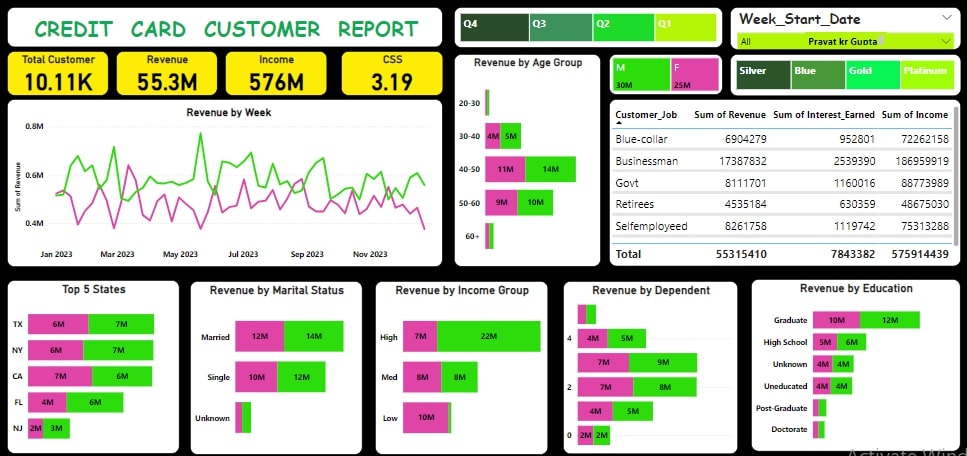 CREDIT CARD CUSTOMER REPORT
Q4 Q3 Q2 Q1
Week_Start_Date
All Pravat kr Gupta
Total Customer
10.11K
Revenue
55.3M
Income
576M
CSS
3.19
M
30M
F
25M
Silver Blue Gold Platinum
Revenue by Week
Sum of Revenue
0.8M
0.6M
0.4M
Jan 2023 Mar 2023 May 2023 Jul 2023 Sep 2023 Nov 2023
Revenue by Age Group
20-30
30-40 4M 5M
40-50 11M 14M
50-60 9M 10M
60+
Customer_Job Sum of Revenue Sum of Interest_Earned Sum of Income
Blue-collar 6904279 952801 72262158
Businessman 17387832 2539390 186959919
Govt 8111701 1160016 88773989
Retirees 4535184 630359 48675030
Selfemployeed 8261758 1119742 75313288
Total 55315410 7843382 575914439
Top 5 States
TX 6M 7M
NY 6M 7M
CA 7M 6M
FL 4M 6M
NJ 2M 3M
Revenue by Marital Status
Married 12M 14M
Single 10M 12M
Unknown
Revenue by Income Group
High 7M 22M
Med 8M 8M
Low 10M
Revenue by Dependent
4 4M 5M
7M 9M
2 7M 8M
4M 5M
0 2M 2M
Revenue by Education
Graduate 10M 12M
High School 5M 6M
Unknown 4M 4M
Uneducated 4M 4M
Post-Graduate
Doctorate